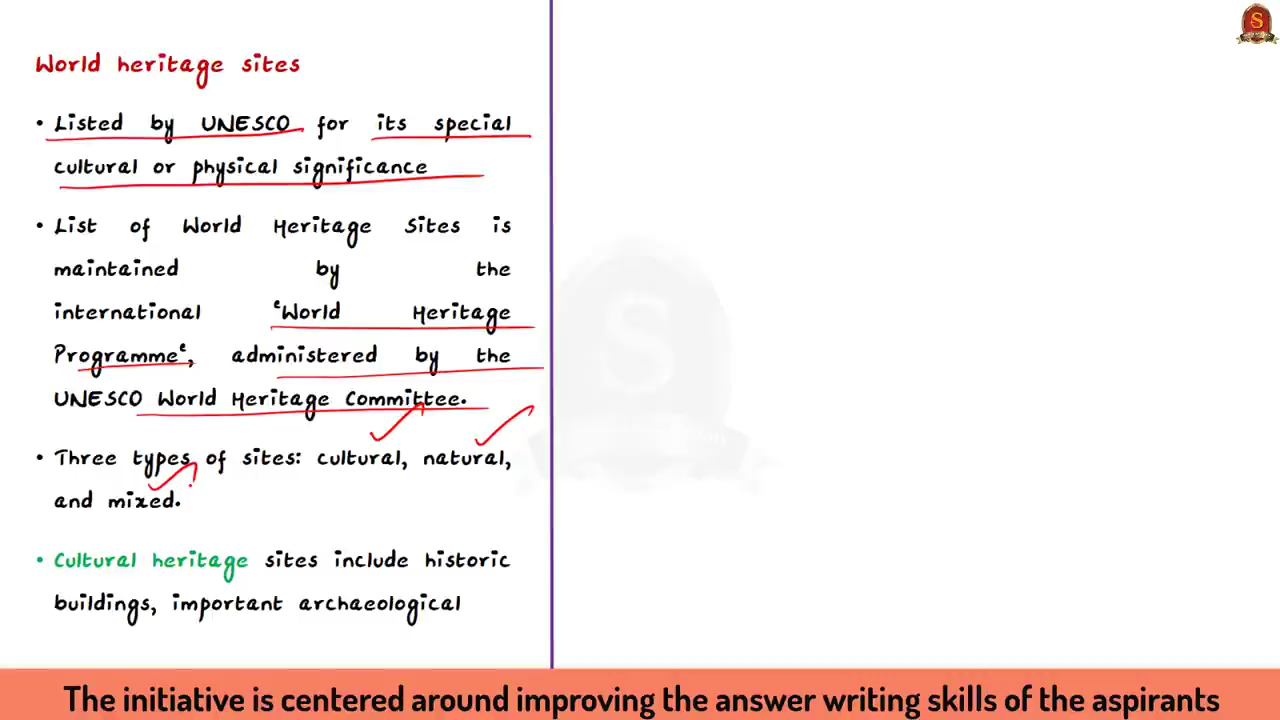 World heritage sites
• Listed by UNESCO for its special
cultural or physical significance
• List of World Heritage Sites is
maintained by the
international ‘World Heritage
Programme‘, administered by the
UNESCO World Heritage Committee.
• Three types of sites: cultural, natural,
and mixed.
• Cultural heritage sites include historic
buildings, important archaeological
S
S
The initiative is centered around improving the answer writing skills of the aspirants